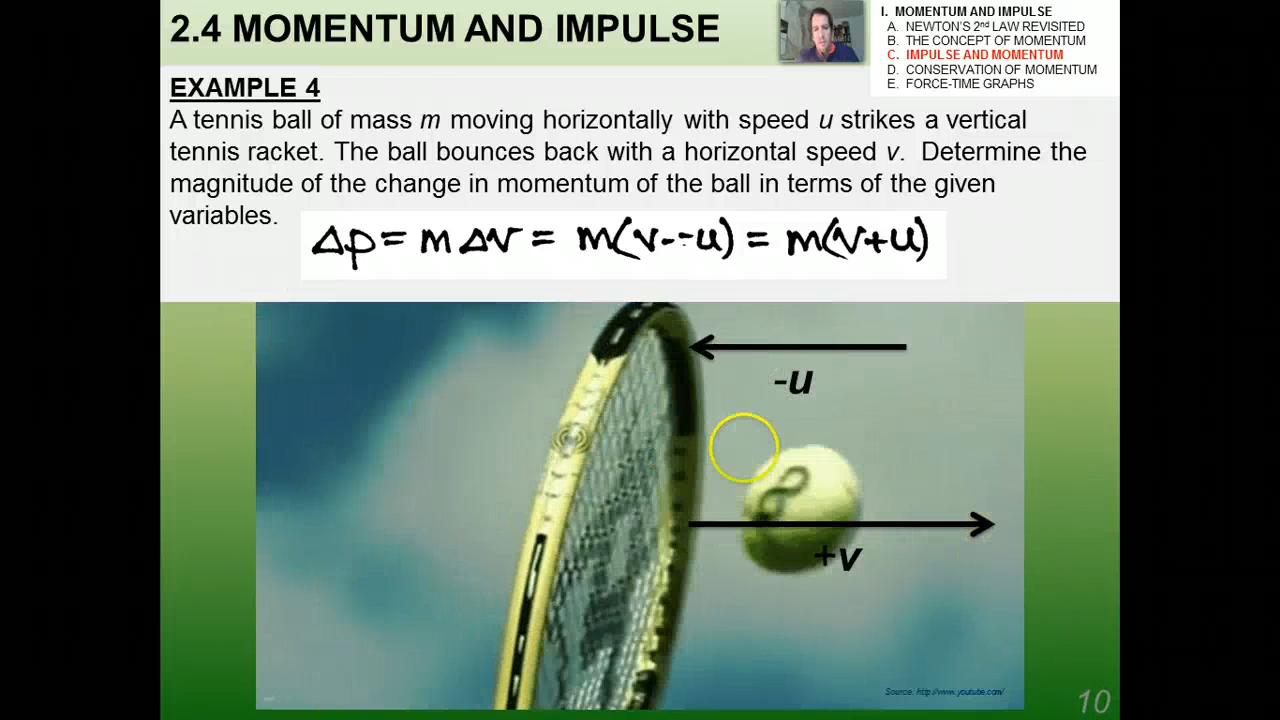 2.4 MOMENTUM AND IMPULSE
I. MOMENTUM AND IMPULSE
A. NEWTON'S 2nd LAW REVISITED
B. THE CONCEPT OF MOMENTUM
C. IMPULSE AND MOMENTUM
D. CONSERVATION OF MOMENTUM
E. FORCE-TIME GRAPHS
EXAMPLE 4
A tennis ball of mass m moving horizontally with speed u strikes a vertical
tennis racket. The ball bounces back with a horizontal speed v. Determine the
magnitude of the change in momentum of the ball in terms of the given
variables.
Δp = m Δv = m(v--u) = m(v+u)
-u
8
+v
Source: http://www.youtube.com/
10